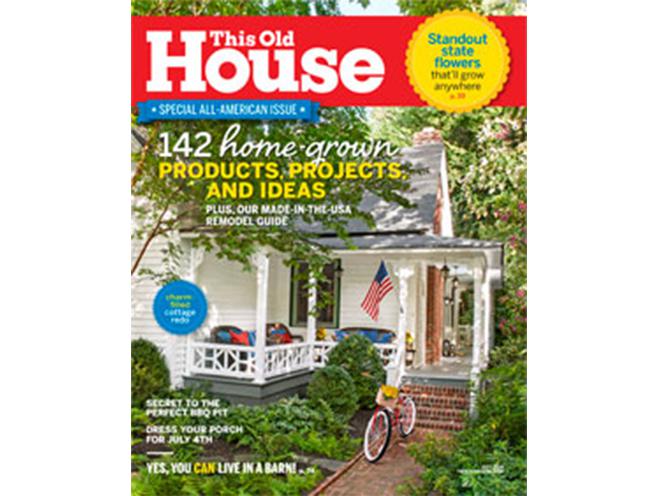 This Old
House
• SPECIAL ALL-AMERICAN ISSUE •
Standout
state
flowers
that'll grow
anywhere
142 home-grown
PRODUCTS, PROJECTS,
AND IDEAS
PLUS, OUR MADE-IN-THE-USA
REMODEL GUIDE
charm-
filled
cottage
redo
SECRET TO THE
PERFECT BBQ PIT
DRESS YOUR PORCH
FOR JULY 4TH
YES, YOU CAN LIVE IN A BARN!